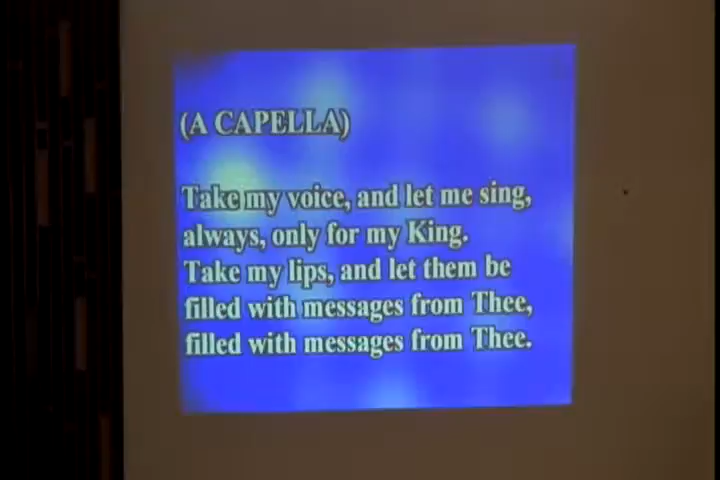 (A CAPELLA)
Take my voice, and let me sing,
always, only for my King.
Take my lips, and let them be
filled with messages from Thee,
filled with messages from Thee.